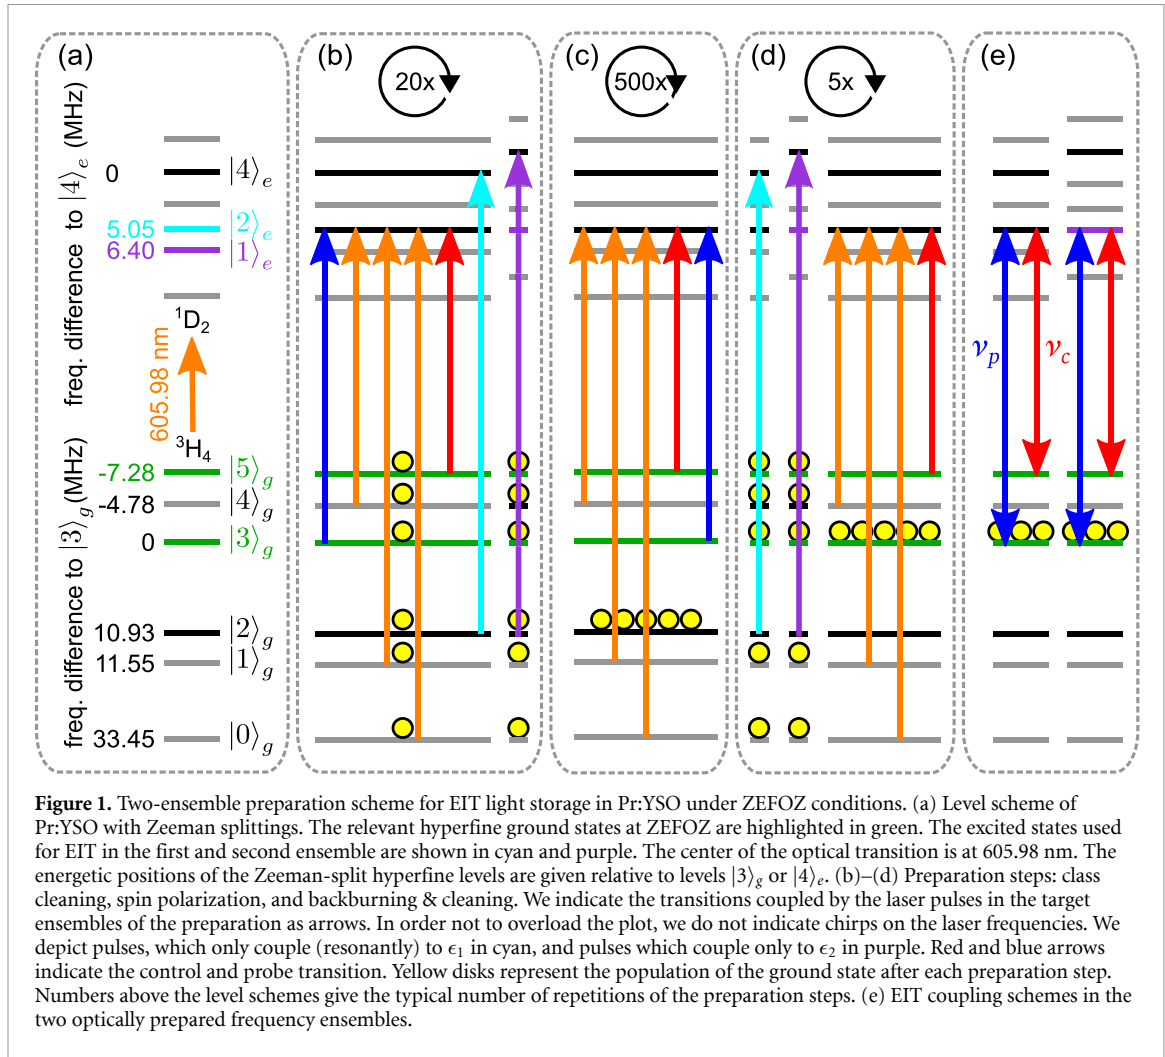 (a)
(b)
(c)
(d)
(e)
20x
500x
5x
freq. difference to |4⟩e (MHz)
0
|4⟩e
5.05
|2⟩e
6.40
|1⟩e
¹D₂
605.98 nm
³H₄
freq. difference to |3⟩g (MHz)
-7.28
|5⟩g
-4.78
|4⟩g
0
|3⟩g
10.93
|2⟩g
11.55
|1⟩g
33.45
|0⟩g
νp
νc
Figure 1. Two-ensemble preparation scheme for EIT light storage in Pr:YSO under ZEFOZ conditions. (a) Level scheme of
Pr:YSO with Zeeman splittings. The relevant hyperfine ground states at ZEFOZ are highlighted in green. The excited states used
for EIT in the first and second ensemble are shown in cyan and purple. The center of the optical transition is at 605.98 nm. The
energetic positions of the Zeeman-split hyperfine levels are given relative to levels |3⟩g or |4⟩e. (b)–(d) Preparation steps: class
cleaning, spin polarization, and backburning & cleaning. We indicate the transitions coupled by the laser pulses in the target
ensembles of the preparation as arrows. In order not to overload the plot, we do not indicate chirps on the laser frequencies. We
depict pulses, which only couple (resonantly) to ϵ₁ in cyan, and pulses which couple only to ϵ₂ in purple. Red and blue arrows
indicate the control and probe transition. Yellow disks represent the population of the ground state after each preparation step.
Numbers above the level schemes give the typical number of repetitions of the preparation steps. (e) EIT coupling schemes in the
two optically prepared frequency ensembles.